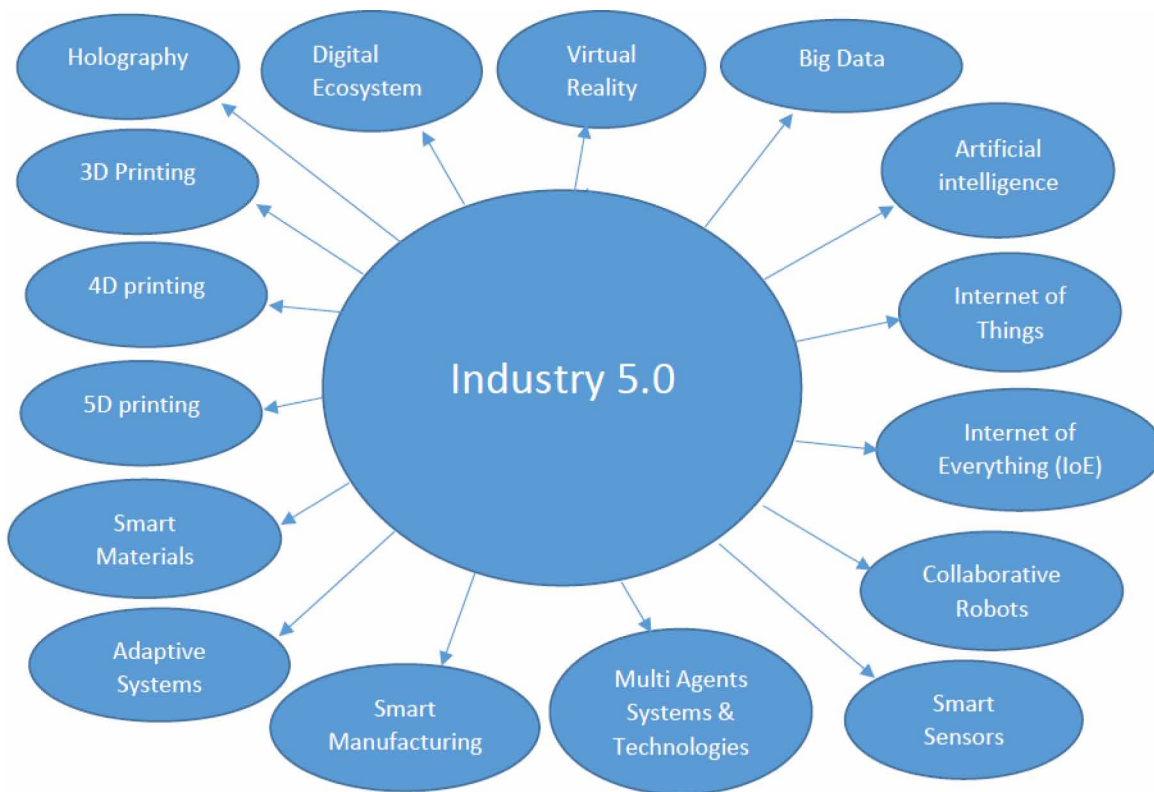 Holography
Digital
Ecosystem
Virtual
Reality
Big Data
Artificial
intelligence
3D Printing
4D printing
Internet of
Things
Industry 5.0
5D printing
Internet of
Everything (IoE)
Smart
Materials
Collaborative
Robots
Adaptive
Systems
Smart
Manufacturing
Multi Agents
Systems &
Technologies
Smart
Sensors